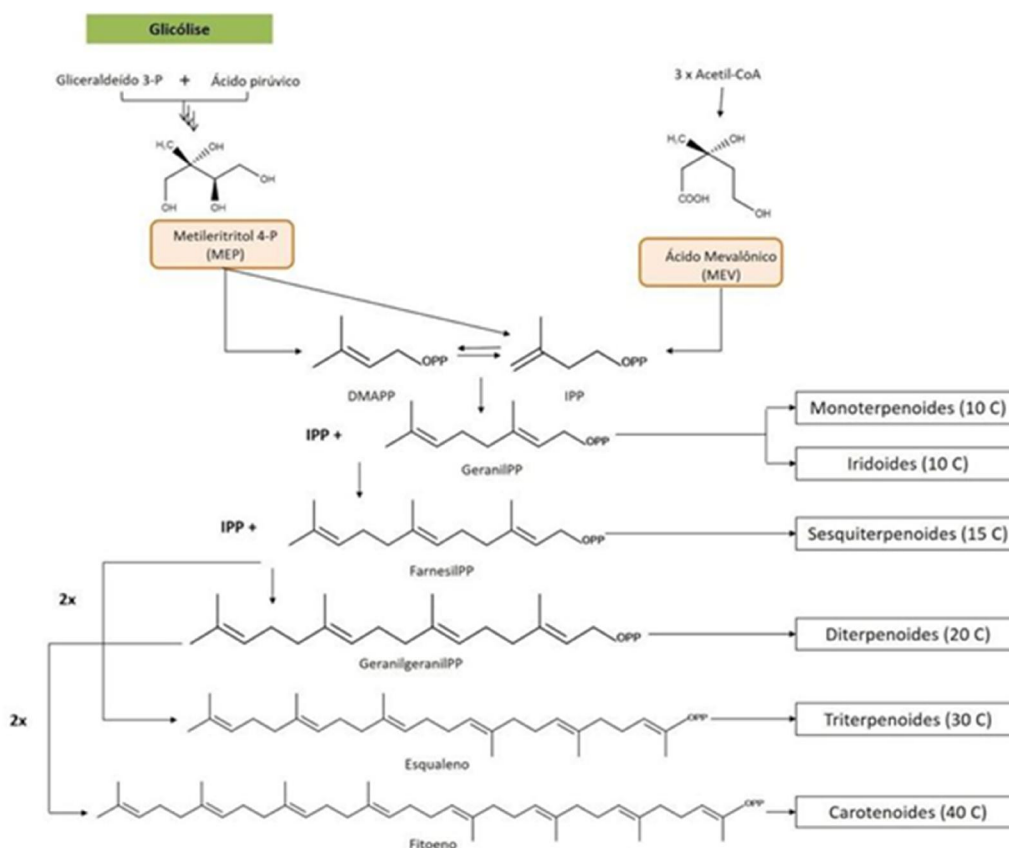 Glicólise
Gliceraldeído 3-P + Ácido pirúvico
3 x Acetil-CoA
H₃C
OH
OH
OH
OH
H₃C
OH
COOH
OH
Metileritritol 4-P
(MEP)
Ácido Mevalônico
(MEV)
OPP
OPP
DMAPP
IPP
Monoterpenoides (10 C)
IPP +
OPP
GeranilPP
Iridoides (10 C)
IPP +
OPP
Sesquiterpenoides (15 C)
FarnesilPP
2x
OPP
Diterpenoides (20 C)
GeranilgeranilPP
2x
OPP
Triterpenoides (30 C)
Esqualeno
OPP
Carotenoides (40 C)
Fitoeno